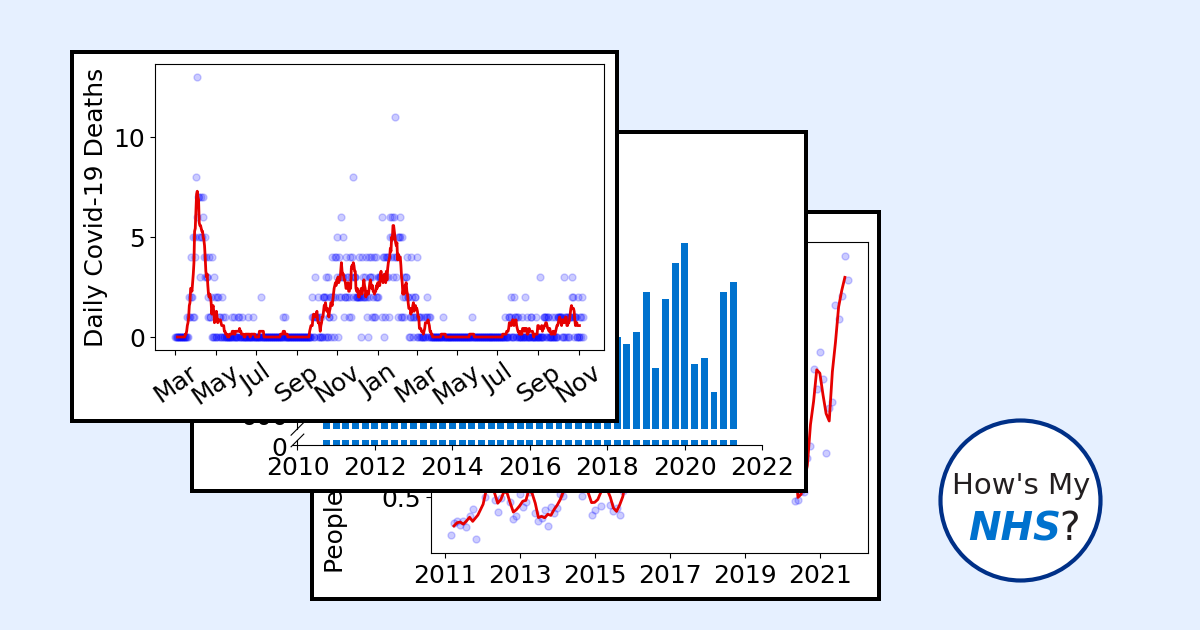 Daily Covid-19 Deaths
10
5
0
Mar May Jul Sep Nov Jan Mar May Jul Sep Nov
0
2010 2012 2014 2016 2018 2020 2022
People
0.5
2011 2013 2015 2017 2019 2021
How's My
NHS?